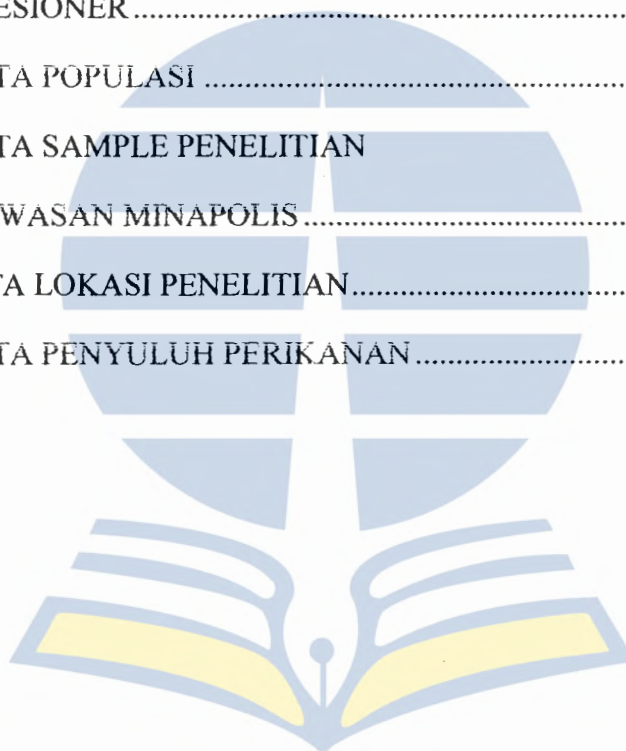 ESIONER ........................................................
TA POPULASI ..............................................
TA SAMPLE PENELITIAN
WASAN MINAPOLIS ...................................
TA LOKASI PENELITIAN.............................
TA PENYULUH PERIKANAN ......................